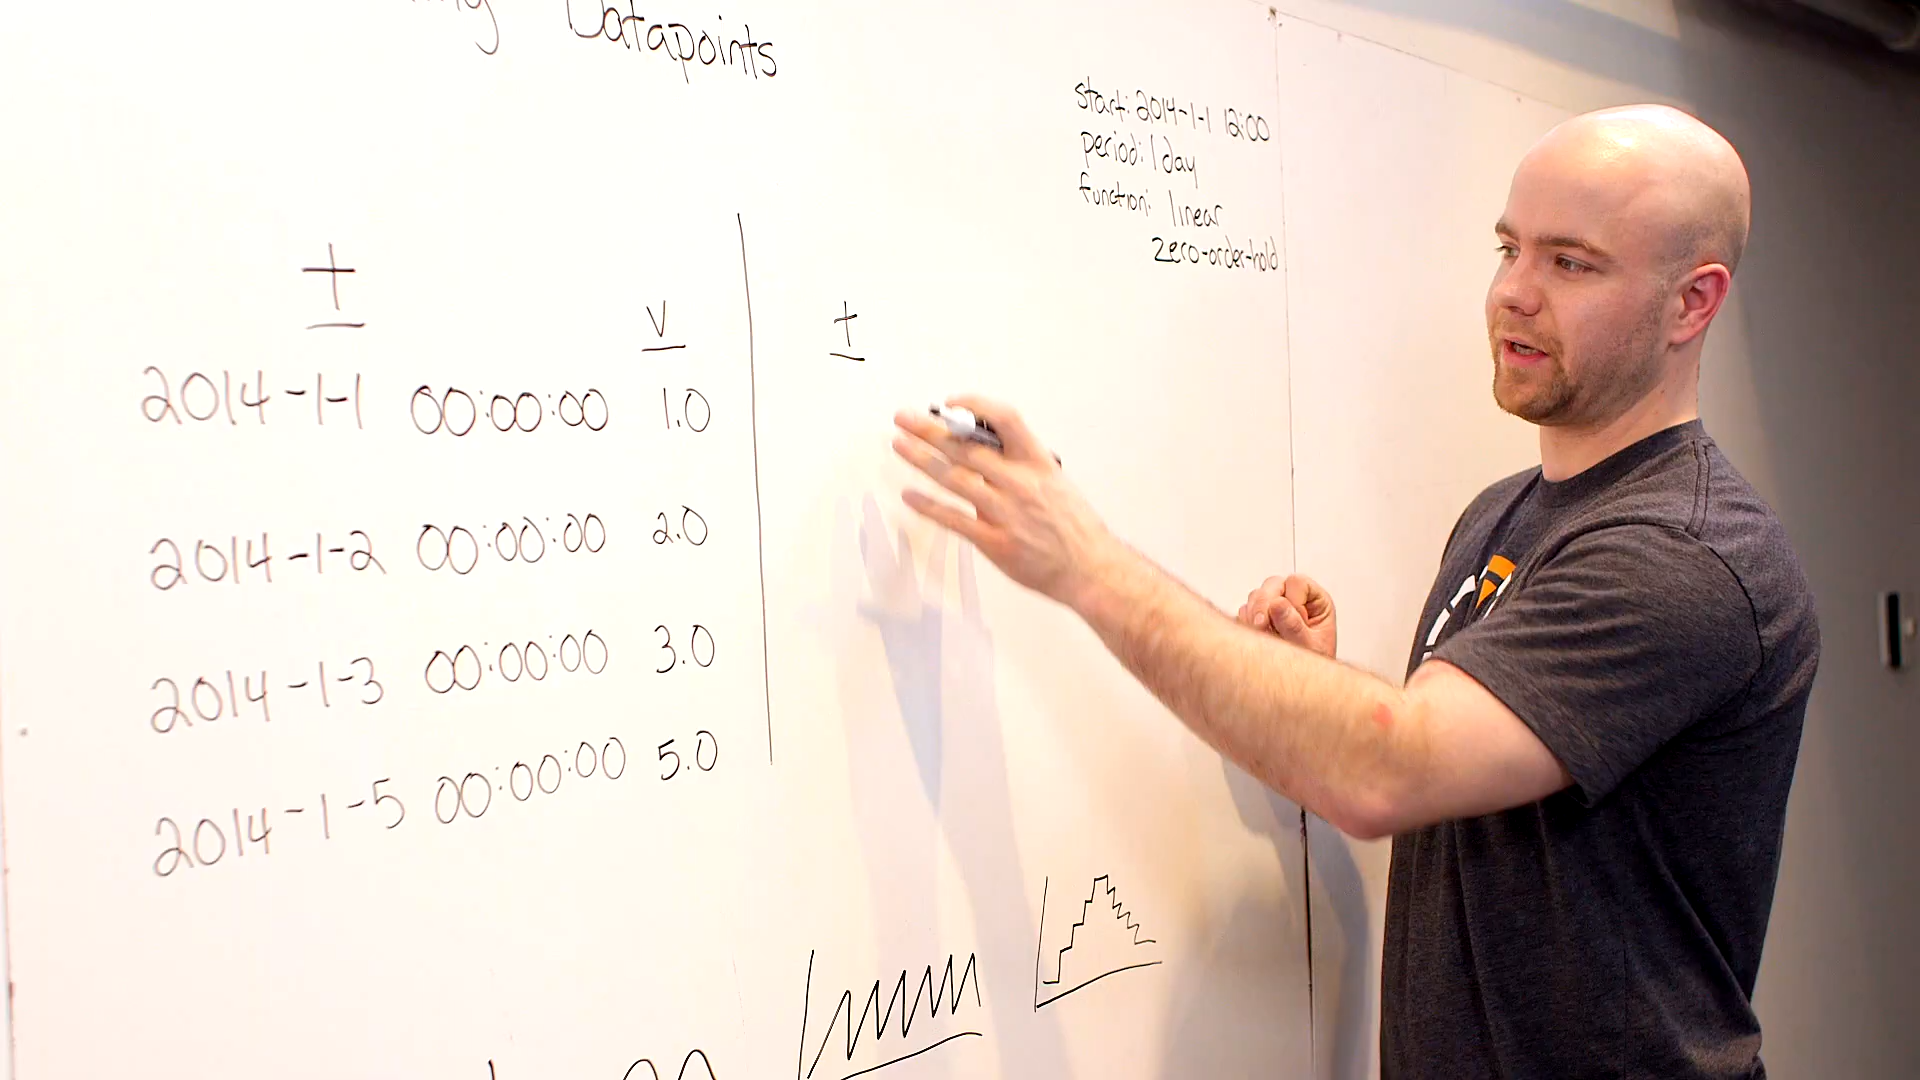 Datapoints
start: 2014-1-1 12:00
period: 1 day
function: linear
zero-order-hold
t v
2014-1-1 00:00:00 1.0
2014-1-2 00:00:00 2.0
2014-1-3 00:00:00 3.0
2014-1-5 00:00:00 5.0
t